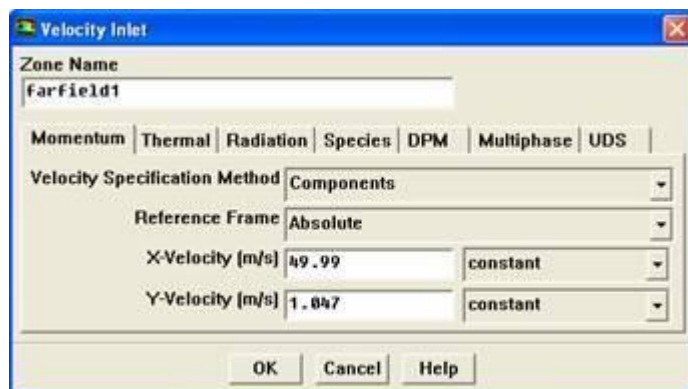 Velocity Inlet
Zone Name
farfield1
Momentum Thermal Radiation Species DPM Multiphase UDS
Velocity Specification Method Components
Reference Frame Absolute
X-Velocity (m/s) 49.99 constant
Y-Velocity (m/s) 1.047 constant
OK Cancel Help